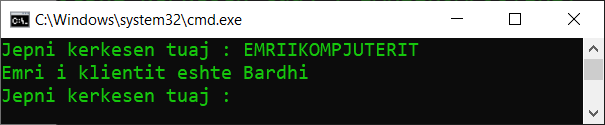 C:\Windows\system32\cmd.exe
Jepni kerkesen tuaj : EMRIIKOMPJUTERIT
Emri i klientit eshte Bardhi
Jepni kerkesen tuaj :